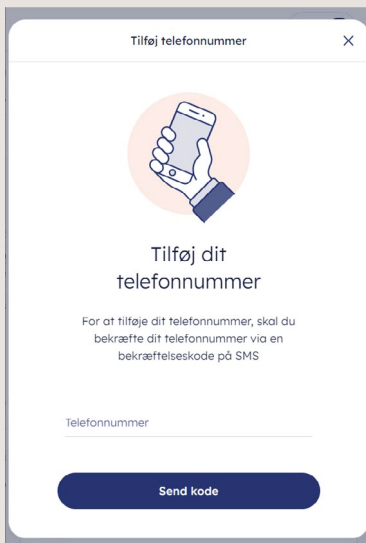 Tilføj telefonnummer
Tilføj dit
telefonnummer
For at tilføje dit telefonnummer, skal du
bekræfte dit telefonnummer via en
bekræftelseskode på SMS
Telefonnummer
Send kode